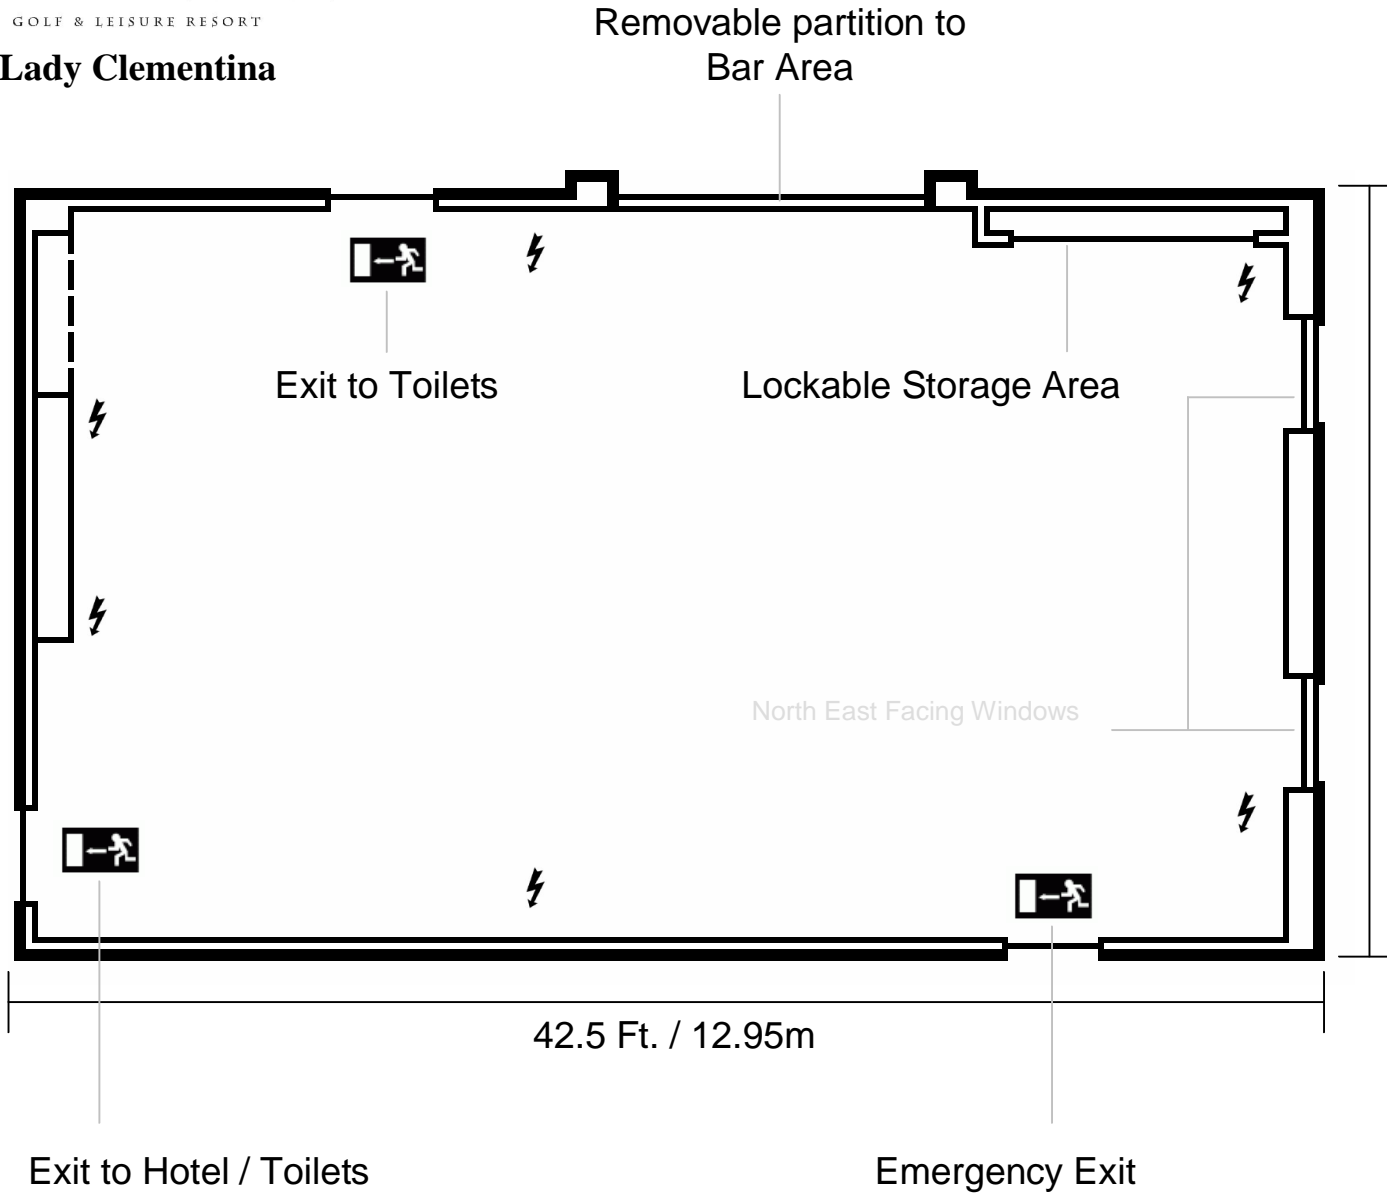 GOLF & LEISURE RESORT
Lady Clementina
Removable partition to
Bar Area
Exit to Toilets
Lockable Storage Area
North East Facing Windows
42.5 Ft. / 12.95m
Exit to Hotel / Toilets
Emergency Exit